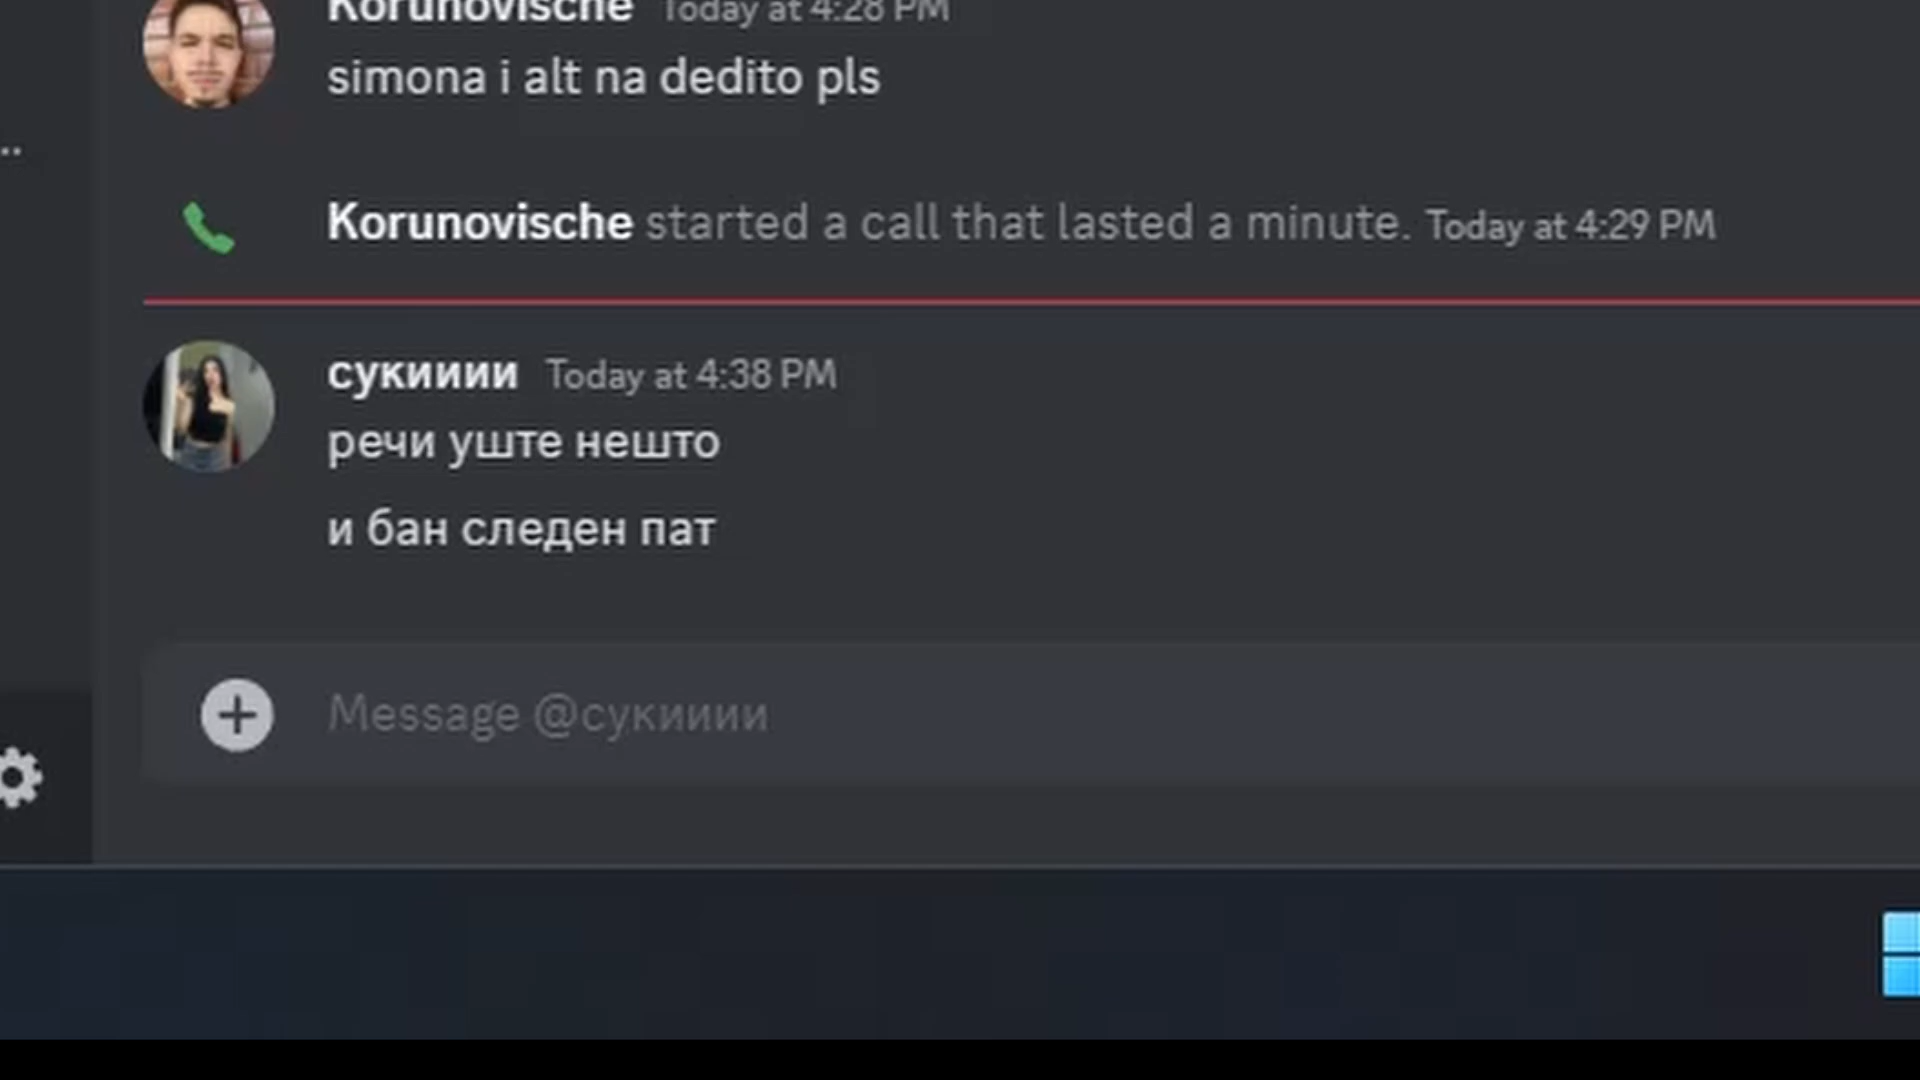 Korunovische Today at 4:28 PM
simona i alt na dedito pls
Korunovische started a call that lasted a minute. Today at 4:29 PM
сукииии Today at 4:38 PM
речи уште нешто
и бан следен пат
Message @сукииии